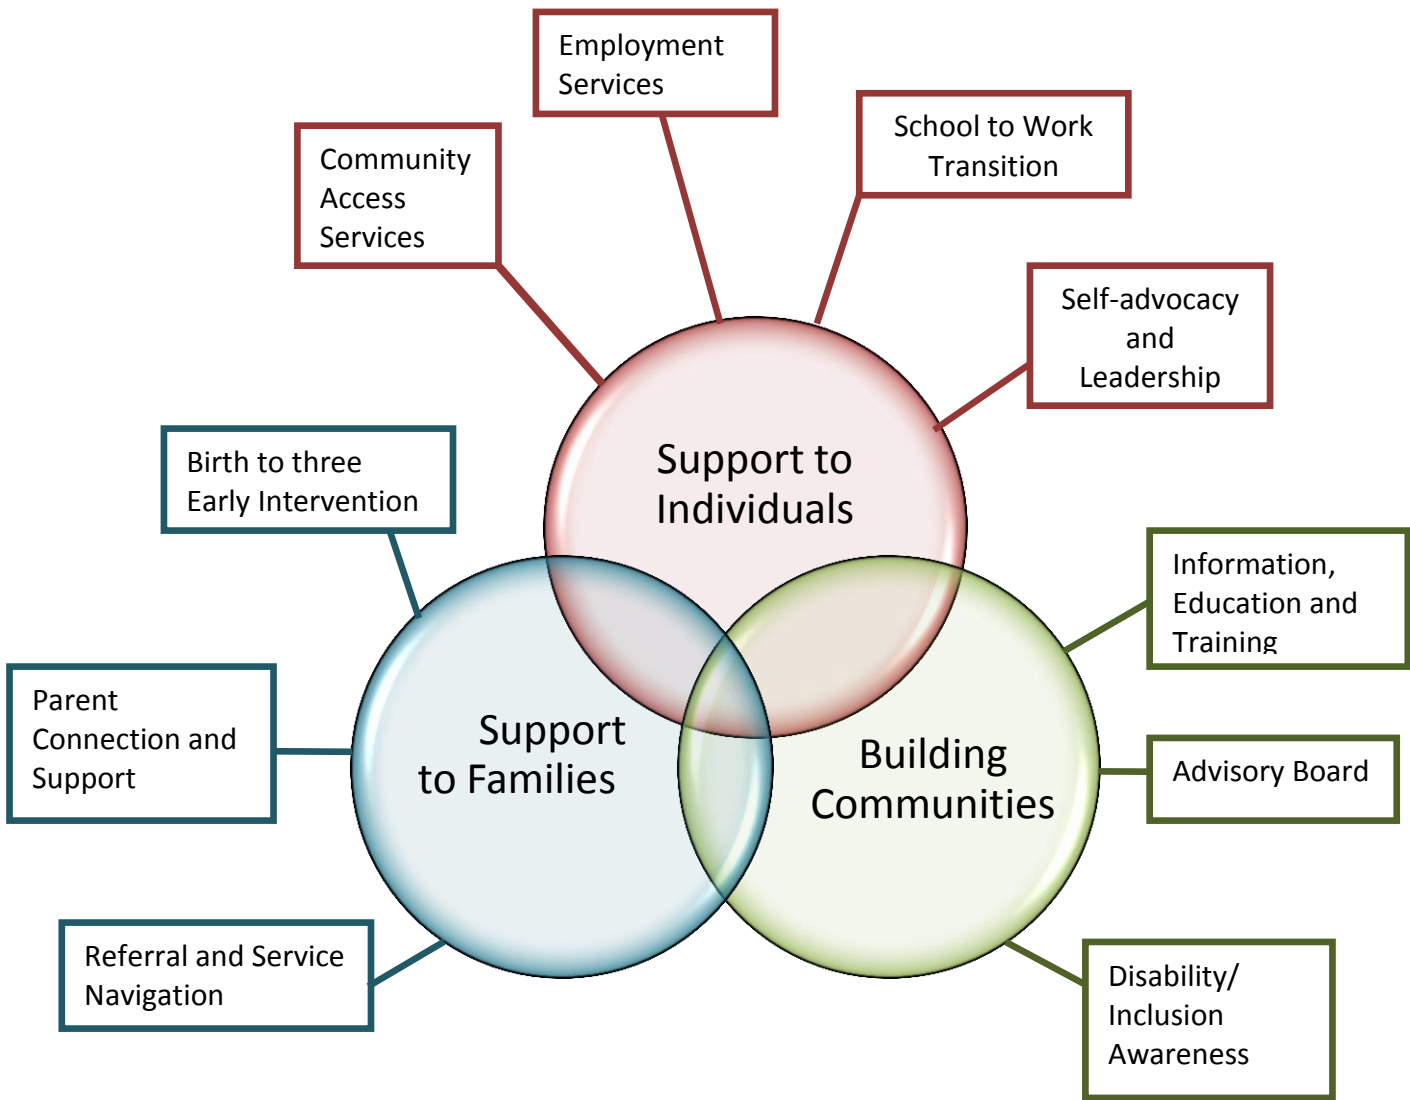 Employment
Services
School to Work
Transition
Community
Access
Services
Self-advocacy
and
Leadership
Support to
Individuals
Birth to three
Early Intervention
Information,
Education and
Training
Parent
Connection and
Support
Support
to Families
Building
Communities
Advisory Board
Referral and Service
Navigation
Disability/
Inclusion
Awareness